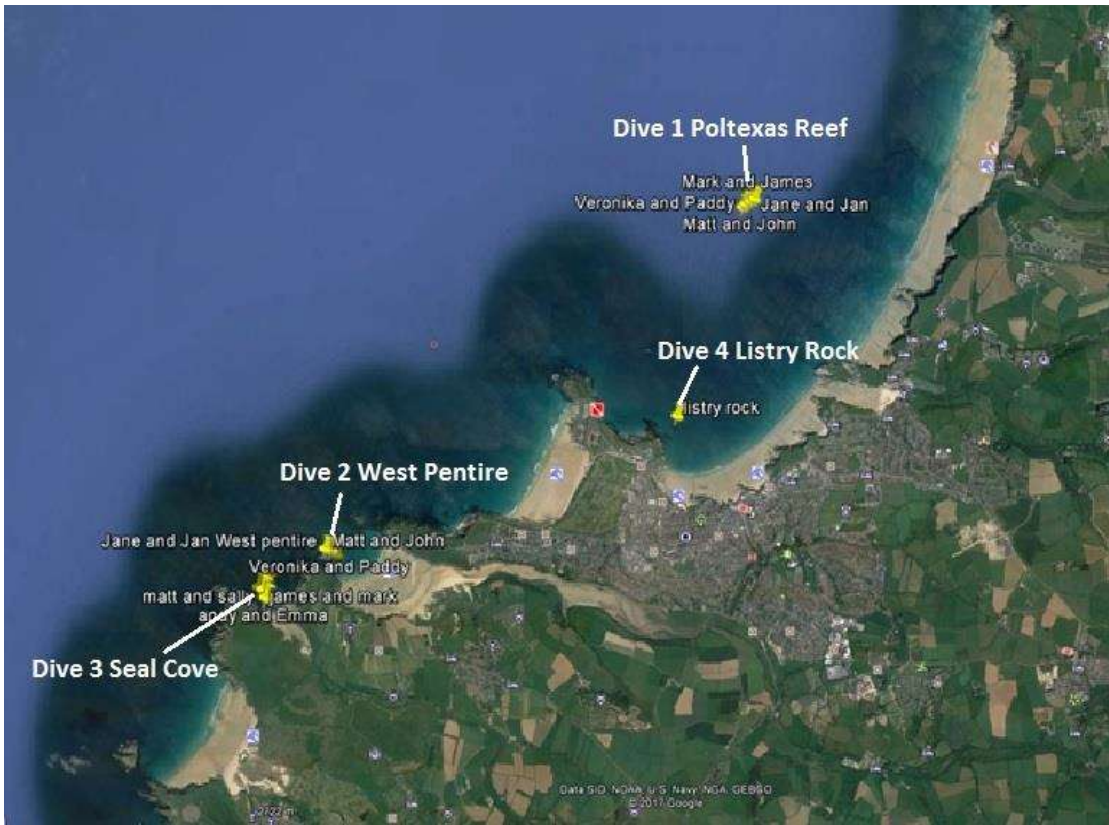 Dive 1 Poltexas Reef
Mark and James
Veronika and Paddy
Jane and Jan
Matt and John
Dive 4 Listry Rock
listry rock
Dive 2 West Pentire
Jane and Jan West pentire
Matt and John
Veronika and Paddy
matt and sally
james and mark
and Emma
Dive 3 Seal Cove
Data SIO, NOAA, U.S. Navy, NGA, GEBCO
© 2017 Google